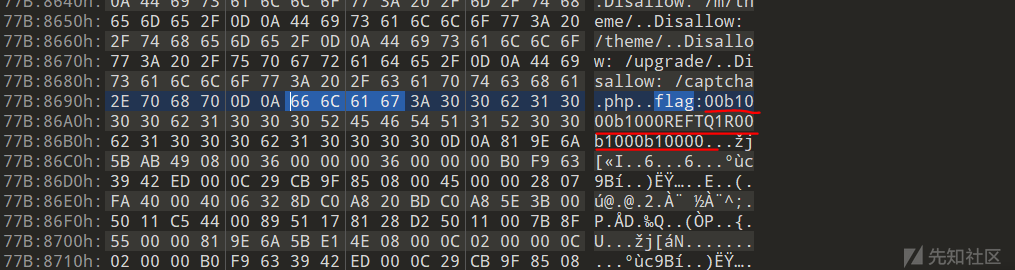 77B:8640h: 0A 44 69 73 61 6C 6C 6F 77 3A 20 2F 6D 2F 74 68 .Disallow: /m/th
77B:8650h: 65 6D 65 2F 0D 0A 44 69 73 61 6C 6C 6F 77 3A 20 eme/..Disallow: 
77B:8660h: 2F 74 68 65 6D 65 2F 0D 0A 44 69 73 61 6C 6C 6F /theme/..Disallo
77B:8670h: 77 3A 20 2F 75 70 67 72 61 64 65 2F 0D 0A 44 69 w: /upgrade/..Di
77B:8680h: 73 61 6C 6C 6F 77 3A 20 2F 63 61 70 74 63 68 61 sallow: /captcha
77B:8690h: 2E 70 68 70 0D 0A 66 6C 61 67 3A 30 30 62 31 30 .php..flag:00b10
77B:86A0h: 30 30 62 31 30 30 30 52 45 46 54 51 31 52 30 30 00b1000REFTQ1R00
77B:86B0h: 62 31 30 30 30 62 31 30 30 30 30 0D 0A 81 9E 6A b1000b10000...žj
77B:86C0h: 5B AB 49 08 00 36 00 00 00 36 00 00 00 B0 F9 63 [«I..6...6...°ùc
77B:86D0h: 39 42 ED 00 0C 29 CB 9F 85 08 00 45 00 00 28 07 9Bí..)ËŸ…..E..(.
77B:86E0h: FA 40 00 40 06 32 8D C0 A8 20 BD C0 A8 5E 3B 00 ú@.@.2.À¨ ½À¨^;.
77B:86F0h: 50 11 C5 44 00 89 51 17 81 28 D2 50 11 00 7B 8F P.ÅD.‰Q..(ÒP..{.
77B:8700h: 55 00 00 81 9E 6A 5B E1 4E 08 00 0C 02 00 00 0C U...žj[áN.......
77B:8710h: 02 00 00 B0 F9 63 39 42 ED 00 0C 29 CB 9F 85 08 ...°ùc9Bí..)ËŸ….
先知社区